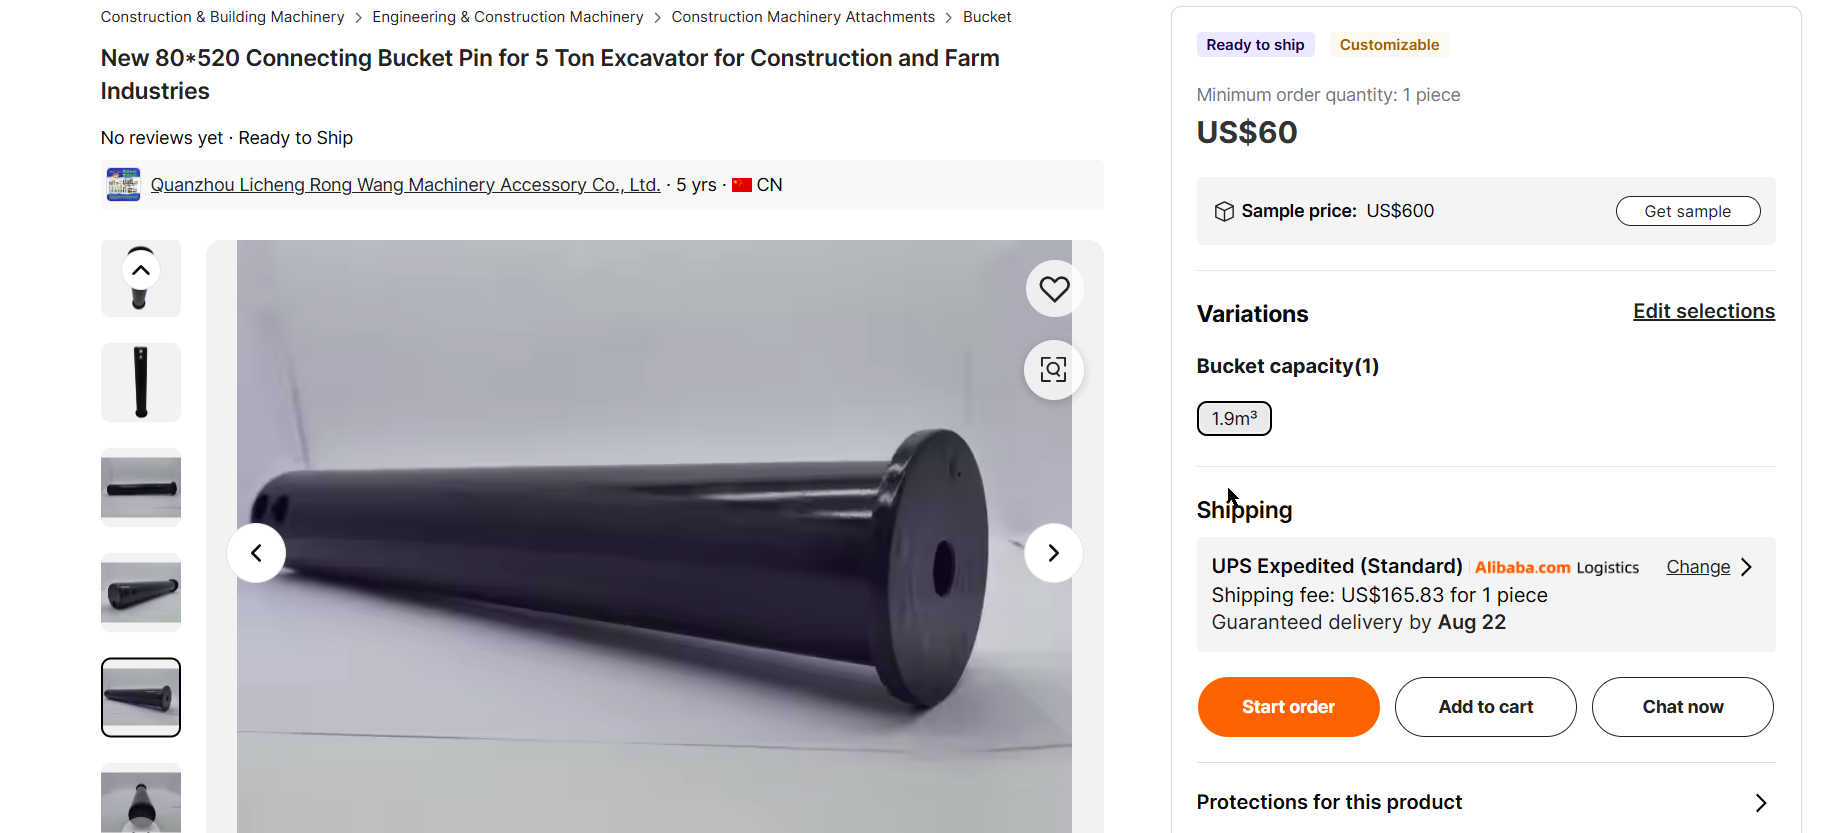 Construction & Building Machinery > Engineering & Construction Machinery > Construction Machinery Attachments > Bucket
New 80*520 Connecting Bucket Pin for 5 Ton Excavator for Construction and Farm
Industries
No reviews yet · Ready to Ship
Quanzhou Licheng Rong Wang Machinery Accessory Co., Ltd. · 5 yrs · CN
Ready to ship Customizable
Minimum order quantity: 1 piece
US$60
Sample price: US$600 Get sample
Variations Edit selections
Bucket capacity(1)
1.9m³
Shipping
UPS Expedited (Standard) Alibaba.com Logistics Change
Shipping fee: US$165.83 for 1 piece
Guaranteed delivery by Aug 22
Start order Add to cart Chat now
Protections for this product